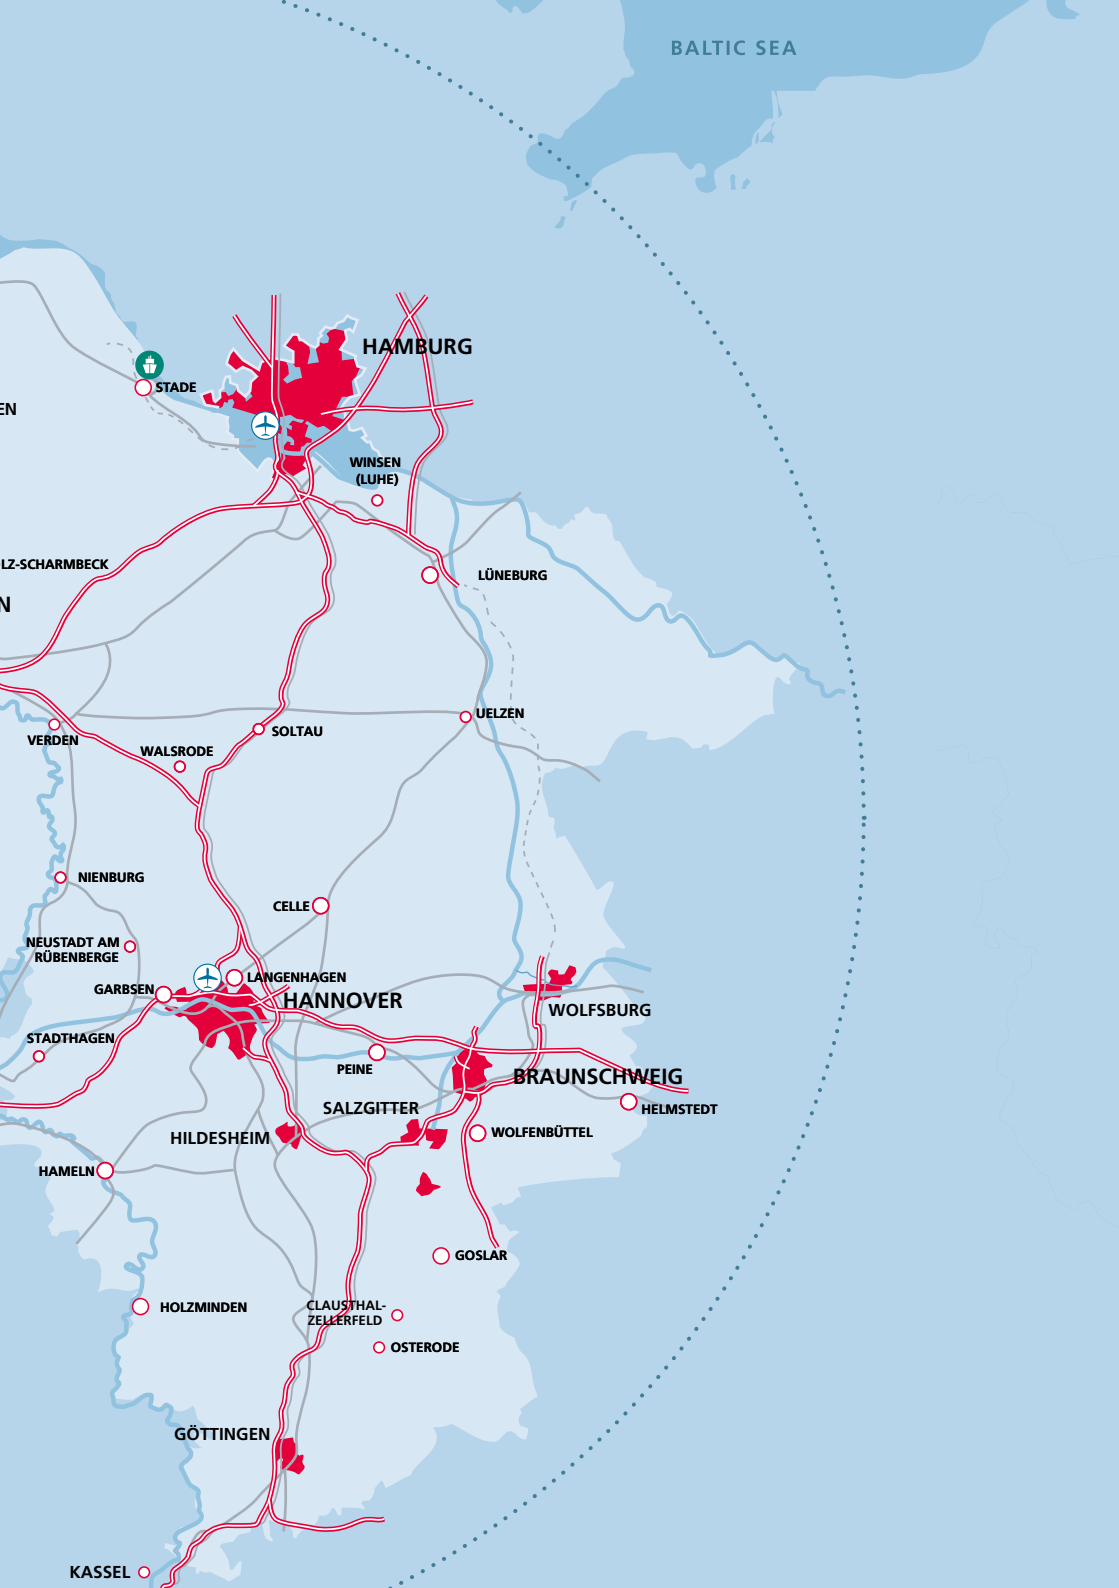 BALTIC SEA
HAMBURG
STADE
EN
WINSEN
(LUHE)
LZ-SCHARMBECK
LÜNEBURG
N
UELZEN
SOLTAU
VERDEN
WALSRODE
NIENBURG
CELLE
NEUSTADT AM
RÜBENBERGE
LANGENHAGEN
GARBSEN
HANNOVER
WOLFSBURG
STADTHAGEN
PEINE
BRAUNSCHWEIG
SALZGITTER
HELMSTEDT
HILDESHEIM
WOLFENBÜTTEL
HAMELN
GOSLAR
HOLZMINDEN
CLAUSTHAL-
ZELLERFELD
OSTERODE
GÖTTINGEN
KASSEL